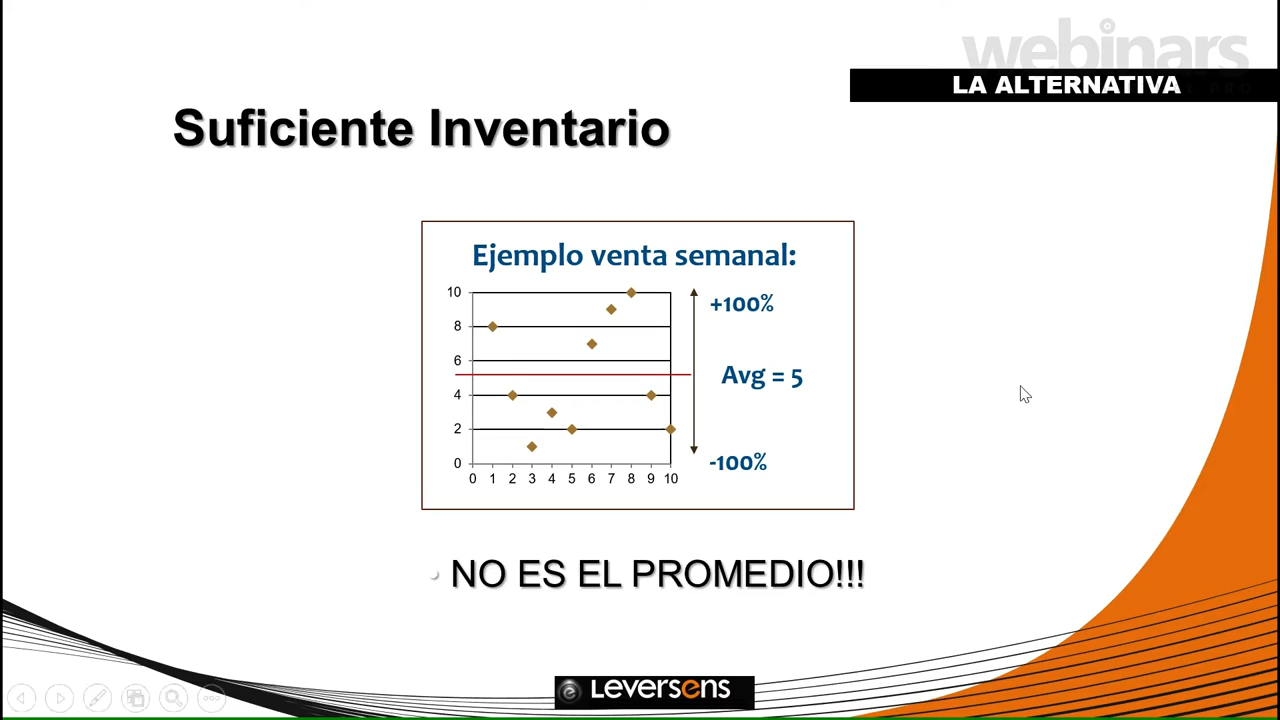 webinars
LA ALTERNATIVA
Suficiente Inventario
Ejemplo venta semanal:
10
8
6
4
2
0
0 1 2 3 4 5 6 7 8 9 10
+100%
Avg = 5
-100%
NO ES EL PROMEDIO!!!
e LEVERSENS